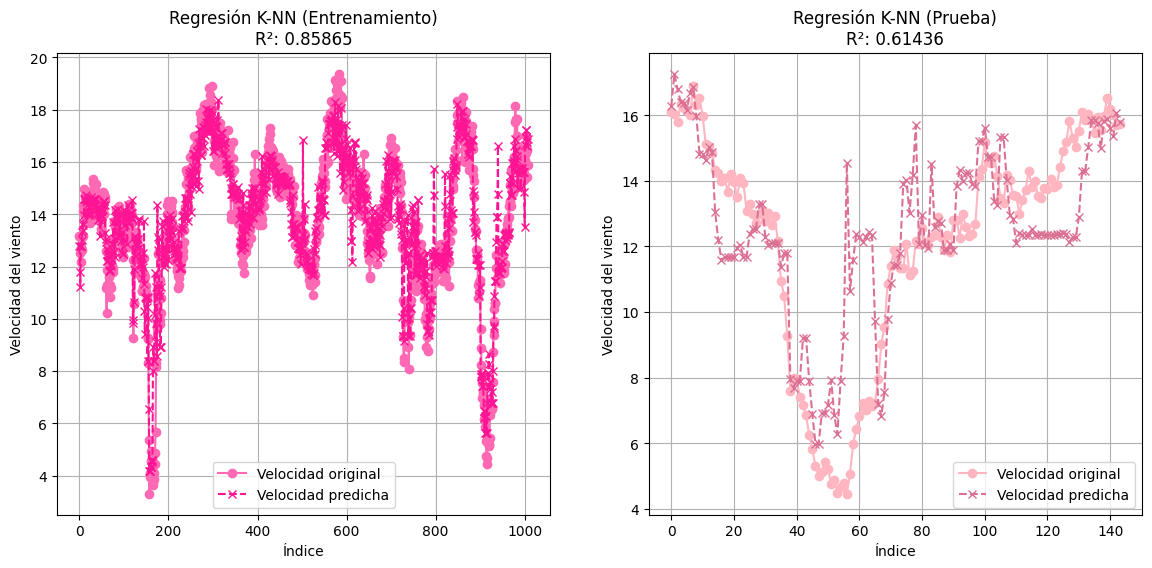 Regresión K-NN (Entrenamiento)
R²: 0.85865
Velocidad del viento
20
18
16
14
12
10
8
6
4
0
200
400
600
800
1000
Índice
Velocidad original
Velocidad predicha
Regresión K-NN (Prueba)
R²: 0.61436
Velocidad del viento
16
14
12
10
8
6
4
0
20
40
60
80
100
120
140
Índice
Velocidad original
Velocidad predicha